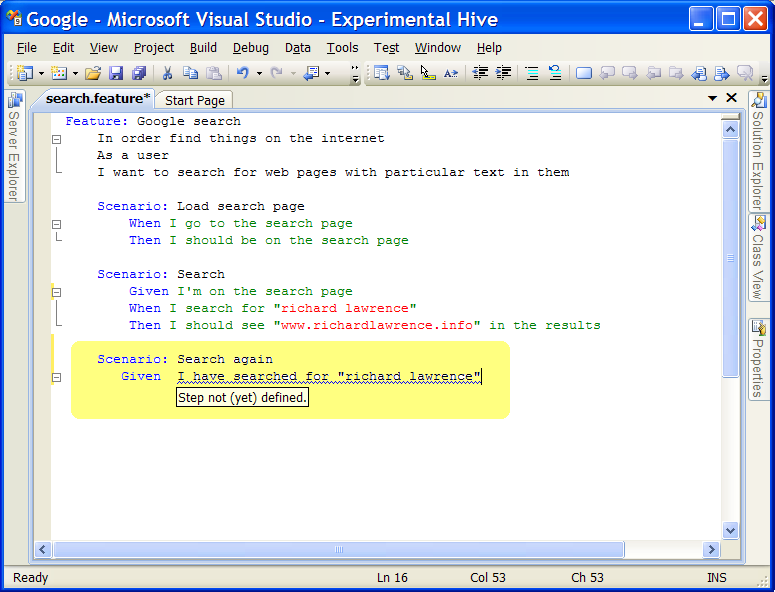 Google - Microsoft Visual Studio - Experimental Hive
File Edit View Project Build Debug Data Tools Test Window Help
search.feature* Start Page
Server Explorer
Feature: Google search
In order find things on the internet
As a user
I want to search for web pages with particular text in them
Scenario: Load search page
When I go to the search page
Then I should be on the search page
Scenario: Search
Given I'm on the search page
When I search for "richard lawrence"
Then I should see "www.richardlawrence.info" in the results
Scenario: Search again
Given I have searched for "richard lawrence"
Step not (yet) defined.
Solution Explorer
Class View
Properties
Ready Ln 16 Col 53 Ch 53 INS